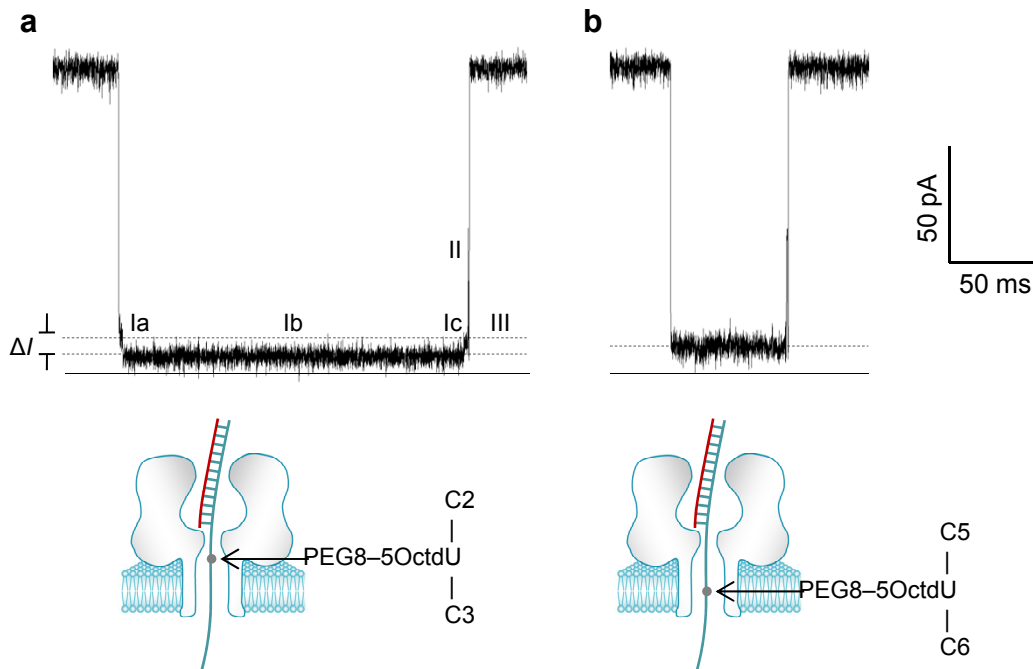 a
b
II
50 pA
50 ms
Ia
Ib
Ic
III
ΔI
C2
PEG8–5OctdU
C3
C5
PEG8–5OctdU
C6